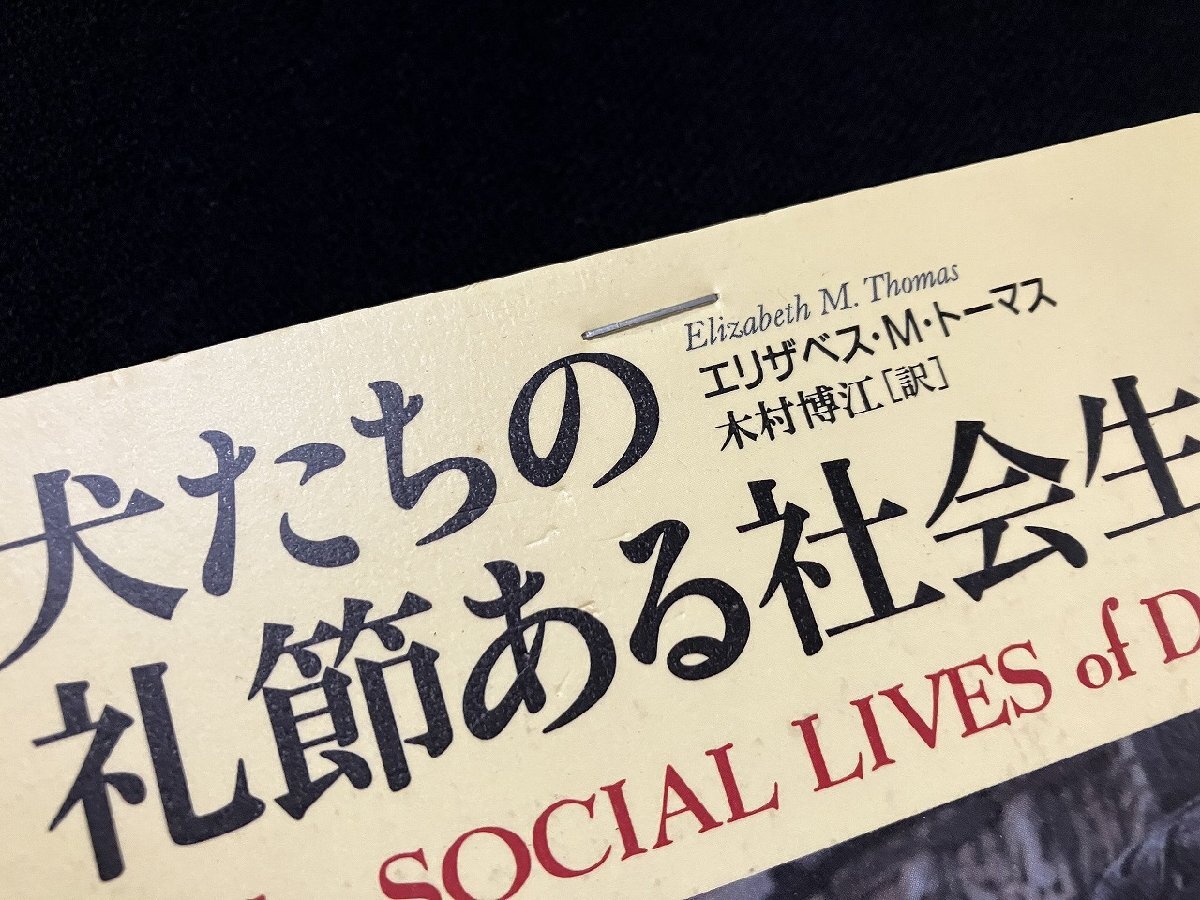 Elizabeth M. Thomas
エリザベス・M・トーマス
木村博江[訳]
犬たちの
礼節ある社会生
SOCIAL LIVES of D